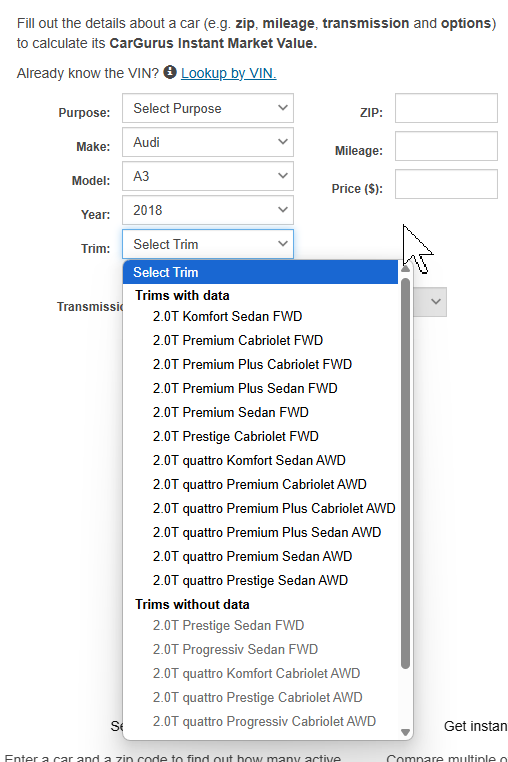 Fill out the details about a car (e.g. zip, mileage, transmission and options)
to calculate its CarGurus Instant Market Value.
Already know the VIN? Lookup by VIN.
Purpose: Select Purpose ZIP:
Make: Audi
Mileage:
Model: A3
Price ($):
Year: 2018
Trim: Select Trim
Select Trim
Trims with data
Transmissio
2.0T Komfort Sedan FWD
2.0T Premium Cabriolet FWD
2.0T Premium Plus Cabriolet FWD
2.0T Premium Plus Sedan FWD
2.0T Premium Sedan FWD
2.0T Prestige Cabriolet FWD
2.0T quattro Komfort Sedan AWD
2.0T quattro Premium Cabriolet AWD
2.0T quattro Premium Plus Cabriolet AWD
2.0T quattro Premium Plus Sedan AWD
2.0T quattro Premium Sedan AWD
2.0T quattro Prestige Sedan AWD
Trims without data
2.0T Prestige Sedan FWD
2.0T Progressiv Sedan FWD
2.0T quattro Komfort Cabriolet AWD
2.0T quattro Prestige Cabriolet AWD
2.0T quattro Progressiv Cabriolet AWD
Get instan
Enter a car and a zip code to find out how many active
Compare multiple